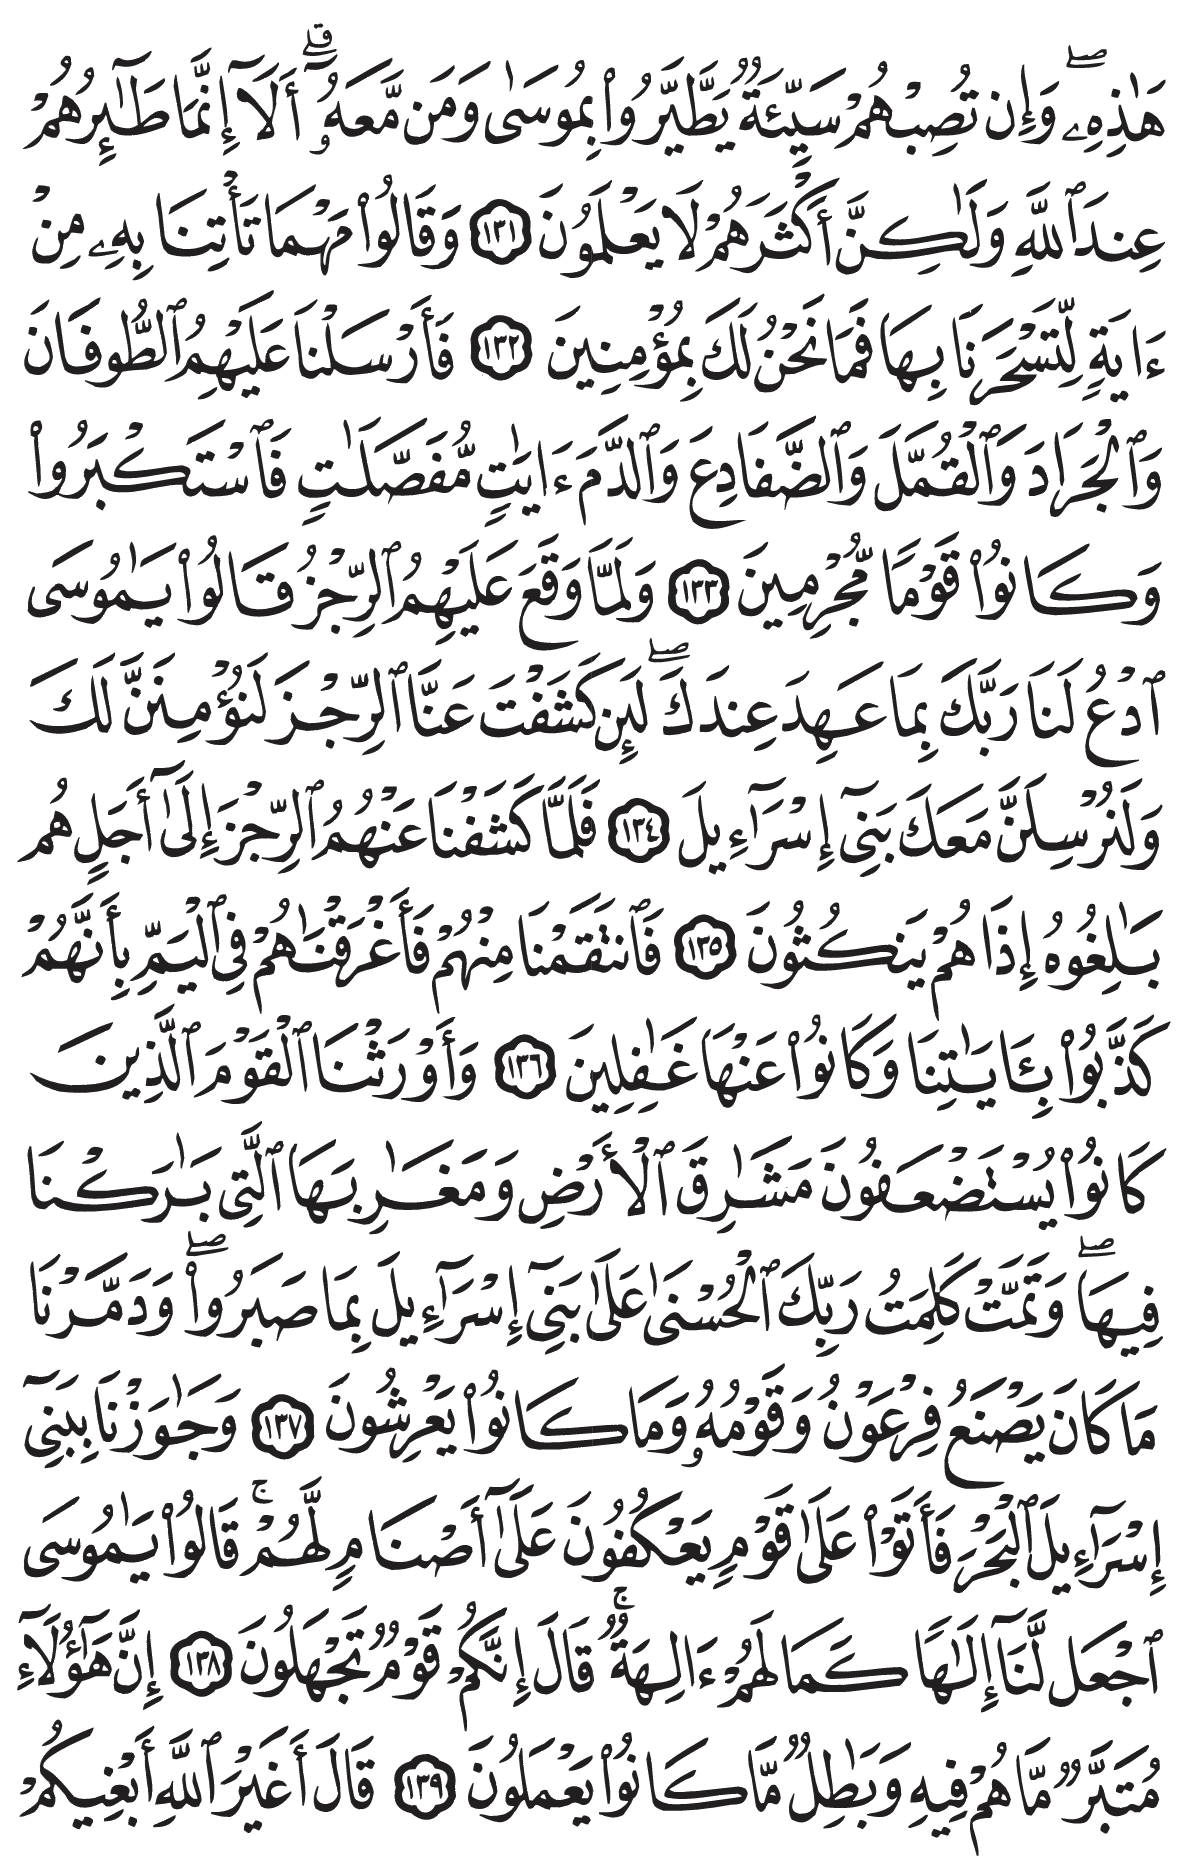 هَٰذِهِۦۖ وَإِن تُصِبۡهُمۡ سَيِّئَةٞ يَطَّيَّرُواْ بِمُوسَىٰ وَمَن مَّعَهُۥٓۗ أَلَآ إِنَّمَا طَٰٓئِرُهُمۡ
عِندَ ٱللَّهِ وَلَٰكِنَّ أَكۡثَرَهُمۡ لَا يَعۡلَمُونَ ١٣١ وَقَالُواْ مَهۡمَا تَأۡتِنَا بِهِۦ مِنۡ
ءَايَةٖ لِّتَسۡحَرَنَا بِهَا فَمَا نَحۡنُ لَكَ بِمُؤۡمِنِينَ ١٣٢ فَأَرۡسَلۡنَا عَلَيۡهِمُ ٱلطُّوفَانَ
وَٱلۡجَرَادَ وَٱلۡقُمَّلَ وَٱلضَّفَادِعَ وَٱلدَّمَ ءَايَٰتٖ مُّفَصَّلَٰتٖ فَٱسۡتَكۡبَرُواْ
وَكَانُواْ قَوۡمٗا مُّجۡرِمِينَ ١٣٣ وَلَمَّا وَقَعَ عَلَيۡهِمُ ٱلرِّجۡزُ قَالُواْ يَٰمُوسَى
ٱدۡعُ لَنَا رَبَّكَ بِمَا عَهِدَ عِندَكَۖ لَئِن كَشَفۡتَ عَنَّا ٱلرِّجۡزَ لَنُؤۡمِنَنَّ لَكَ
وَلَنُرۡسِلَنَّ مَعَكَ بَنِيٓ إِسۡرَٰٓءِيلَ ١٣٤ فَلَمَّا كَشَفۡنَا عَنۡهُمُ ٱلرِّجۡزَ إِلَىٰٓ أَجَلٍ هُم
بَٰلِغُوهُ إِذَا هُمۡ يَنكُثُونَ ١٣٥ فَٱنتَقَمۡنَا مِنۡهُمۡ فَأَغۡرَقۡنَٰهُمۡ فِي ٱلۡيَمِّ بِأَنَّهُمۡ
كَذَّبُواْ بِـَٔايَٰتِنَا وَكَانُواْ عَنۡهَا غَٰفِلِينَ ١٣٦ وَأَوۡرَثۡنَا ٱلۡقَوۡمَ ٱلَّذِينَ
كَانُواْ يُسۡتَضۡعَفُونَ مَشَٰرِقَ ٱلۡأَرۡضِ وَمَغَٰرِبَهَا ٱلَّتِي بَٰرَكۡنَا
فِيهَاۖ وَتَمَّتۡ كَلِمَتُ رَبِّكَ ٱلۡحُسۡنَىٰ عَلَىٰ بَنِيٓ إِسۡرَٰٓءِيلَ بِمَا صَبَرُواْۖ وَدَمَّرۡنَا
مَا كَانَ يَصۡنَعُ فِرۡعَوۡنُ وَقَوۡمُهُۥ وَمَا كَانُواْ يَعۡرِشُونَ ١٣٧ وَجَٰوَزۡنَا بِبَنِيٓ
إِسۡرَٰٓءِيلَ ٱلۡبَحۡرَ فَأَتَوۡاْ عَلَىٰ قَوۡمٖ يَعۡكُفُونَ عَلَىٰٓ أَصۡنَامٖ لَّهُمۡۚ قَالُواْ يَٰمُوسَى
ٱجۡعَل لَّنَآ إِلَٰهٗا كَمَا لَهُمۡ ءَالِهَةٞۚ قَالَ إِنَّكُمۡ قَوۡمٞ تَجۡهَلُونَ ١٣٨ إِنَّ هَٰٓؤُلَآءِ
مُتَبَّرٞ مَّا هُمۡ فِيهِ وَبَٰطِلٞ مَّا كَانُواْ يَعۡمَلُونَ ١٣٩ قَالَ أَغَيۡرَ ٱللَّهِ أَبۡغِيكُمۡ